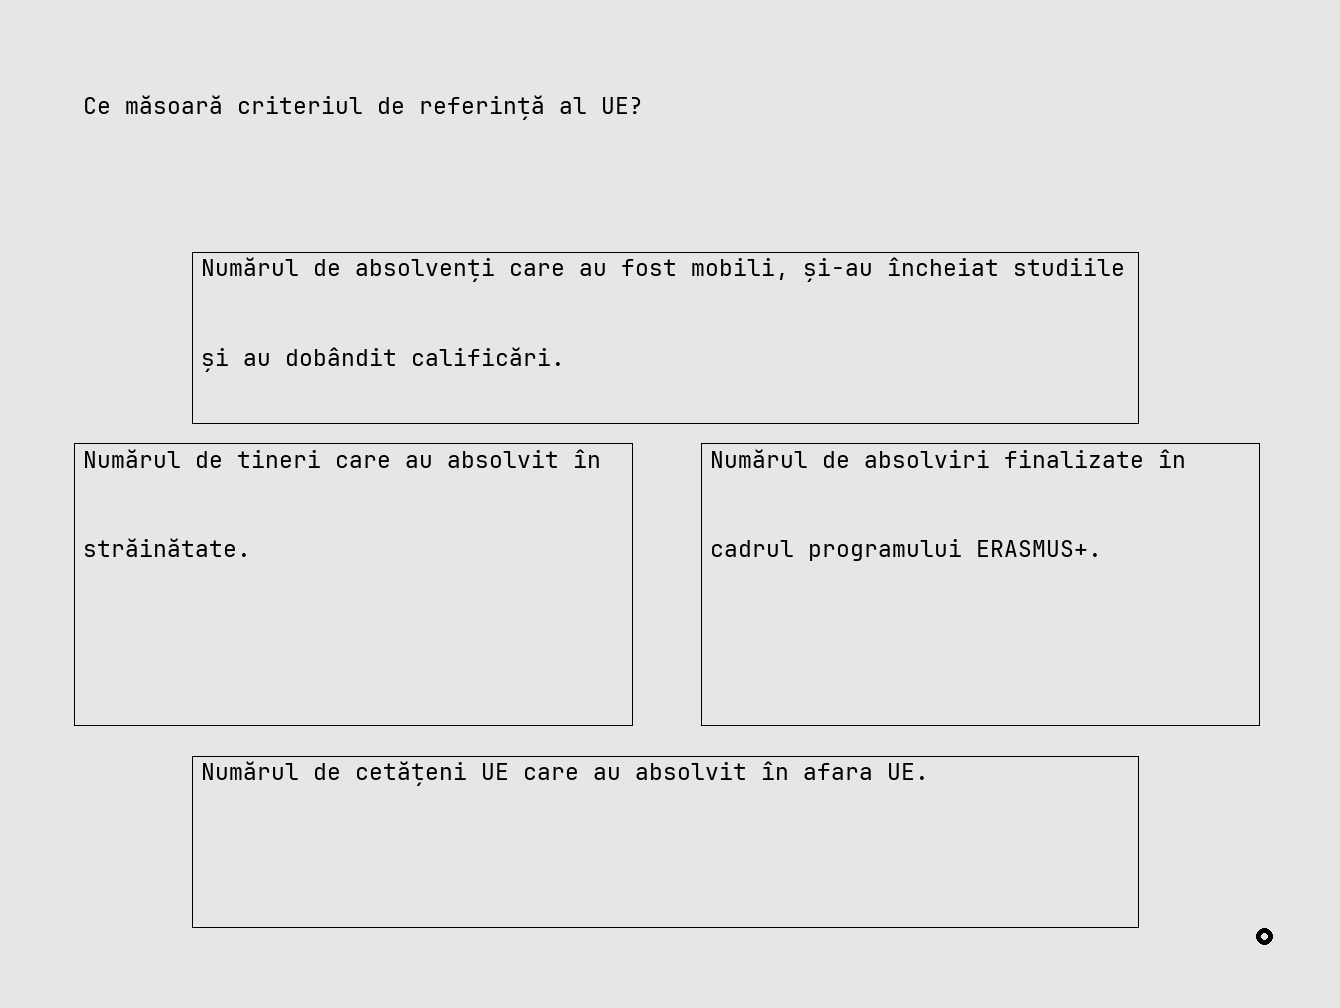 Ce măsoară criteriul de referință al UE?
Numărul de absolvenți care au fost mobili, și-au încheiat studiile
și au dobândit calificări.
Numărul de tineri care au absolvit în
străinătate.
Numărul de absolviri finalizate în
cadrul programului ERASMUS+.
Numărul de cetățeni UE care au absolvit în afara UE.